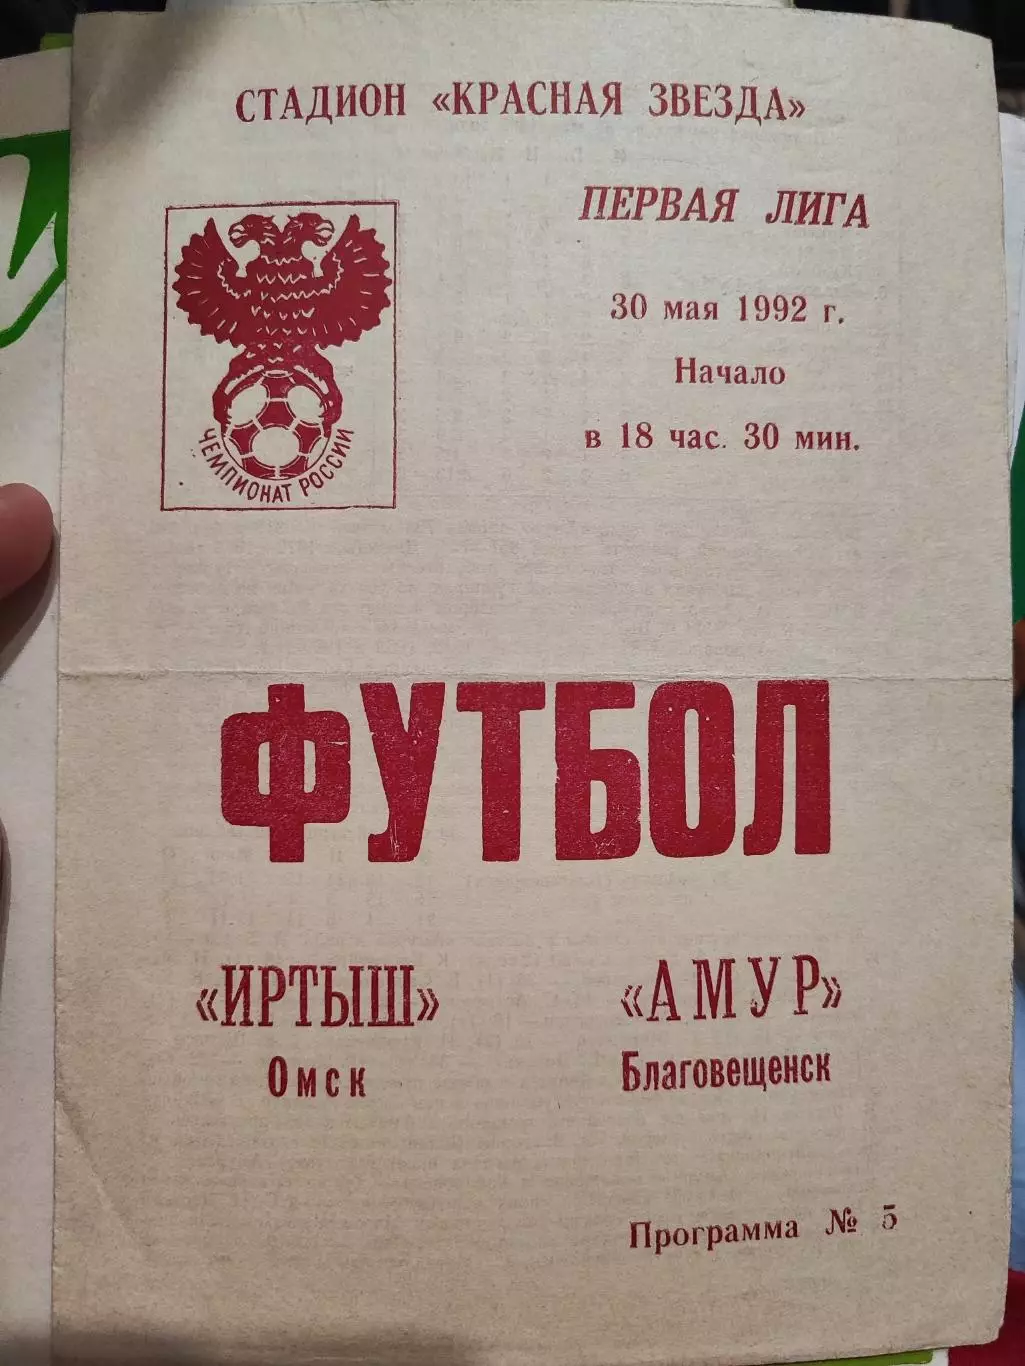 СТАДИОН «КРАСНАЯ ЗВЕЗДА»
ПЕРВАЯ ЛИГА
30 мая 1992 г.
Начало
в 18 час. 30 мин.
ЧЕМПИОНАТ РОССИИ
ФУТБОЛ
«ИРТЫШ»
Омск
«АМУР»
Благовещенск
Программа № 5